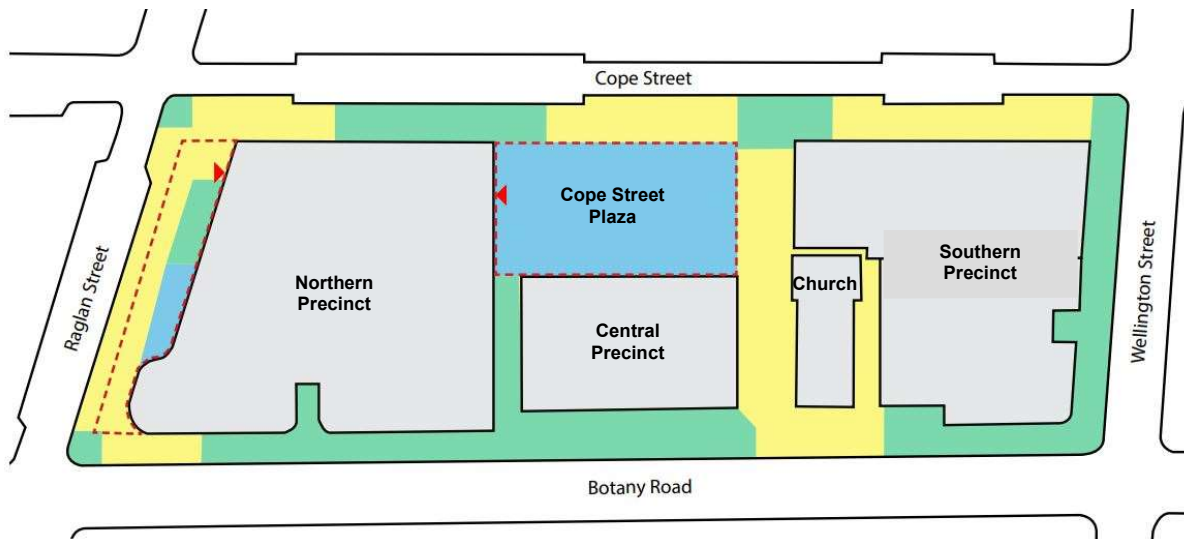 Cope Street
Cope Street
Plaza
Northern
Precinct
Central
Precinct
Church
Southern
Precinct
Raglan Street
Wellington Street
Botany Road